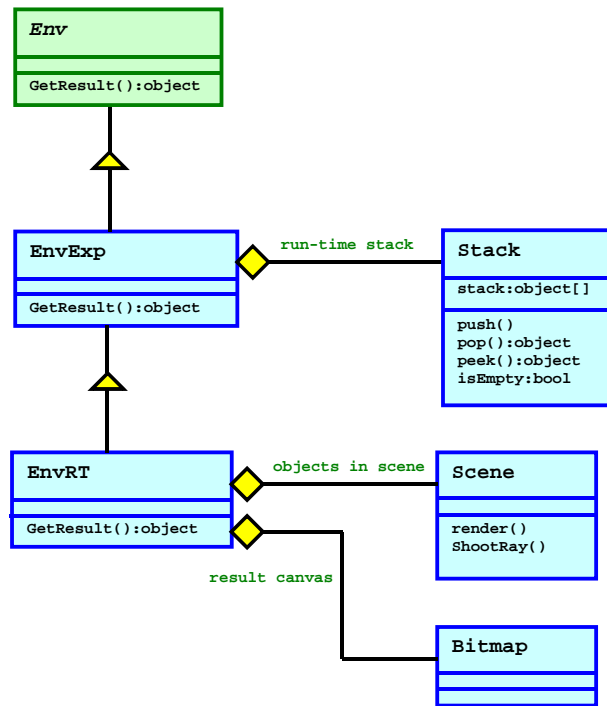 Env
GetResult():object
EnvExp
GetResult():object
run-time stack
Stack
stack:object[]
push()
pop():object
peek():object
isEmpty:bool
EnvRT
GetResult():object
objects in scene
Scene
render()
ShootRay()
result canvas
Bitmap